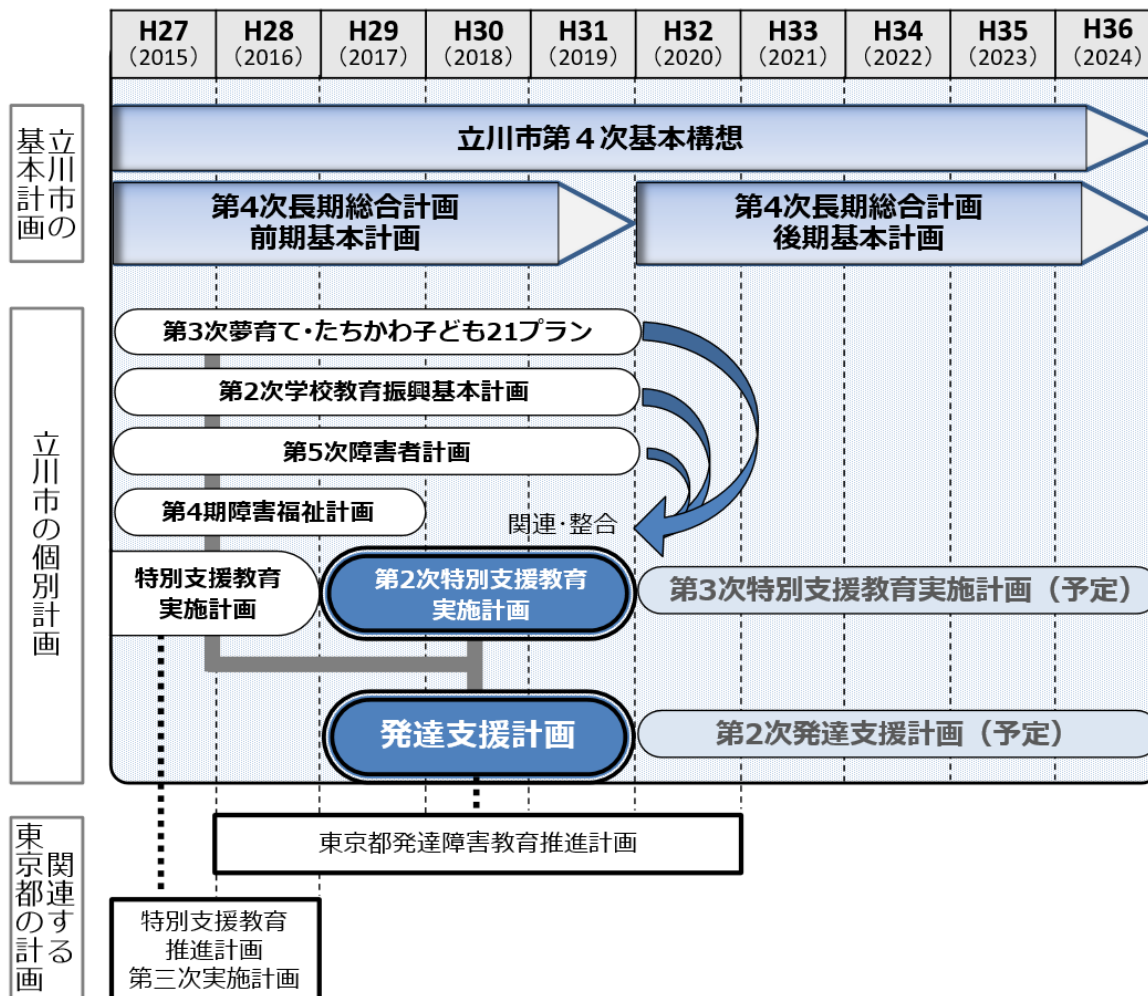 H27 H28 H29 H30 H31 H32 H33 H34 H35 H36
（2015） （2016） （2017） （2018） （2019） （2020） （2021） （2022） （2023） （2024）
立川市の
基本計画
立川市第４次基本構想
第4次長期総合計画
前期基本計画
第4次長期総合計画
後期基本計画
立川市の個別計画
第3次夢育て・たちかわ子ども21プラン
第2次学校教育振興基本計画
第5次障害者計画
第4期障害福祉計画
関連・整合
特別支援教育
実施計画
第2次特別支援教育
実施計画
第3次特別支援教育実施計画（予定）
発達支援計画
第2次発達支援計画（予定）
関連する
東京都の計画
東京都発達障害教育推進計画
特別支援教育
推進計画
第三次実施計画